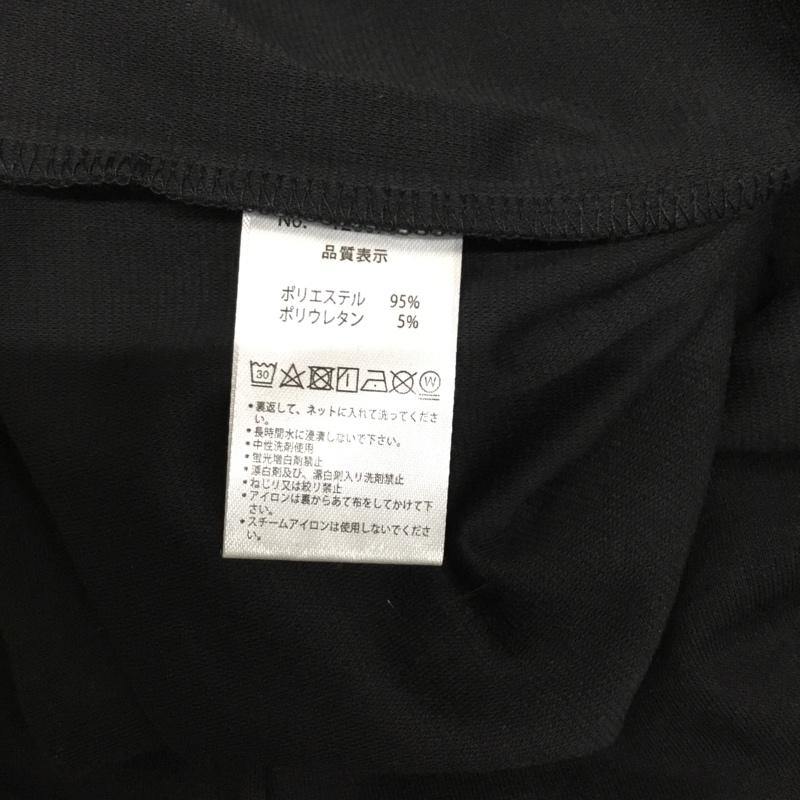 No.
品質表示
ポリエステル 95%
ポリウレタン 5%
30 W
•裏返して、ネットに入れて洗ってくださ
い。
•長時間水に浸漬しないで下さい。
•中性洗剤使用
•蛍光増白剤禁止
•漂白剤及び、漂白剤入り洗剤禁止
•ねじり又は絞り禁止
•アイロンは裏からあて布をしてかけて下
さい。
•スチームアイロンは使用しないでくださ
い。